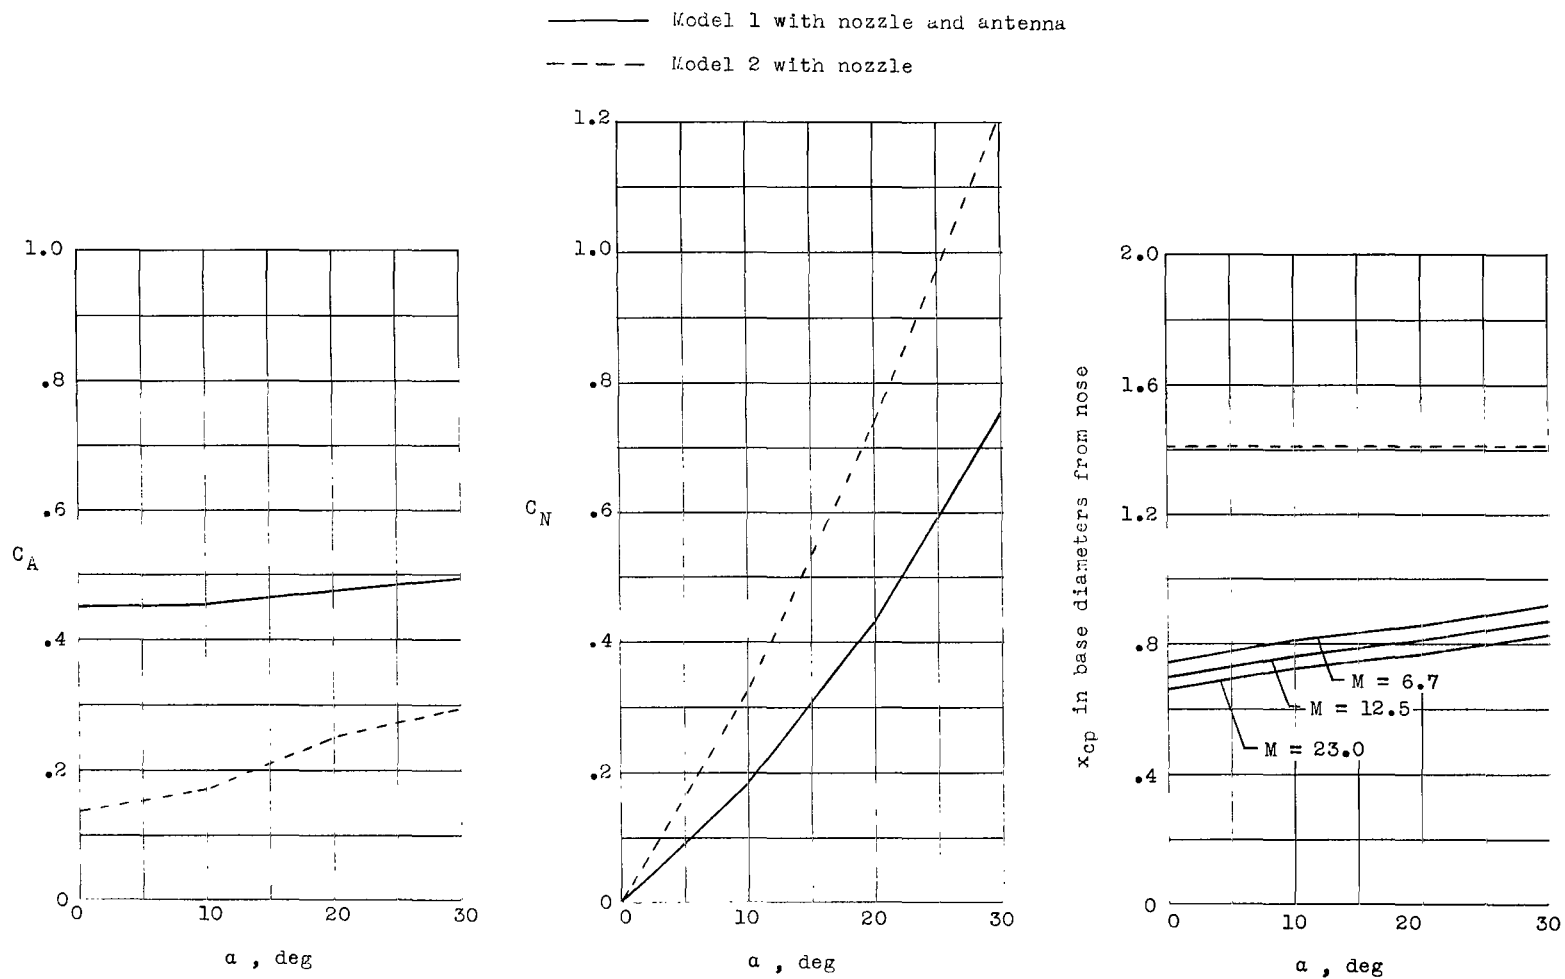 Model 1 with nozzle and antenna
Model 2 with nozzle
1.0
.8
.6
.4
.2
0
C_A
0 10 20 30
α , deg
1.2
1.0
.8
.6
.4
.2
0
C_N
0 10 20 30
α , deg
2.0
1.6
1.2
.8
.4
0
x_cp in base diameters from nose
M = 6.7
M = 12.5
M = 23.0
0 10 20 30
α , deg